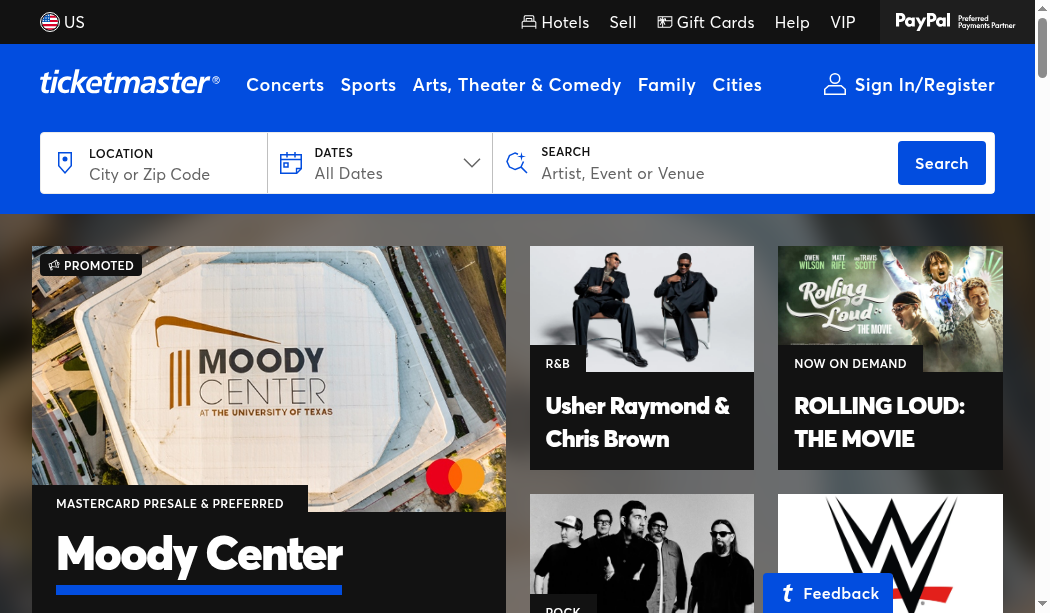 US
Hotels
Sell
Gift Cards
Help
VIP
PayPal Preferred Payments Partner
ticketmaster®
Concerts
Sports
Arts, Theater & Comedy
Family
Cities
Sign In/Register
LOCATION
City or Zip Code
DATES
All Dates
SEARCH
Artist, Event or Venue
Search
PROMOTED
MOODY
CENTER
AT THE UNIVERSITY OF TEXAS
MASTERCARD PRESALE & PREFERRED
Moody Center
R&B
Usher Raymond &
Chris Brown
OWEN WILSON
MATT RIFE
AND TRAVIS SCOTT
Rolling
Loud
THE MOVIE
NOW ON DEMAND
ROLLING LOUD:
THE MOVIE
ROCK
W
t Feedback